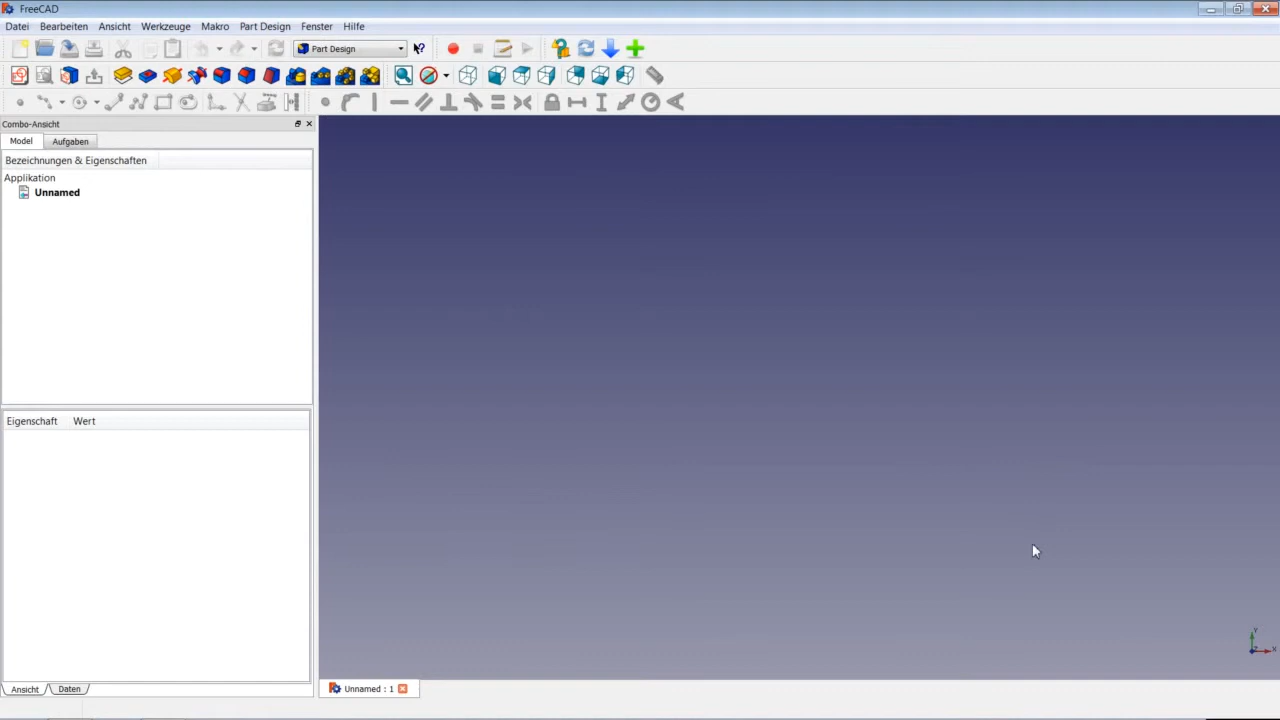 FreeCAD
Datei Bearbeiten Ansicht Werkzeuge Makro Part Design Fenster Hilfe
Part Design
Combo-Ansicht
Model Aufgaben
Bezeichnungen & Eigenschaften
Applikation
Unnamed
Eigenschaft Wert
Ansicht Daten
Unnamed : 1
Y
X